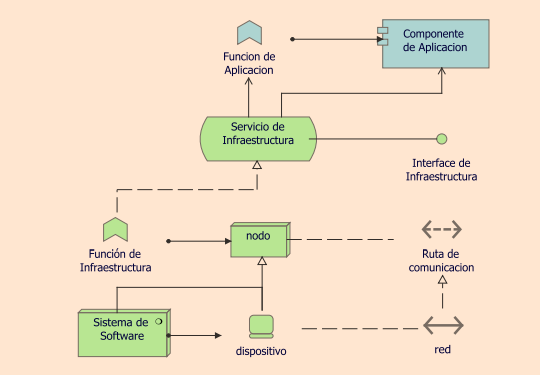 Componente
de Aplicacion
Funcion de
Aplicacion
Servicio de
Infraestructura
Interface de
Infraestructura
nodo
Función de
Infraestructura
Ruta de
comunicacion
Sistema de
Software
dispositivo
red